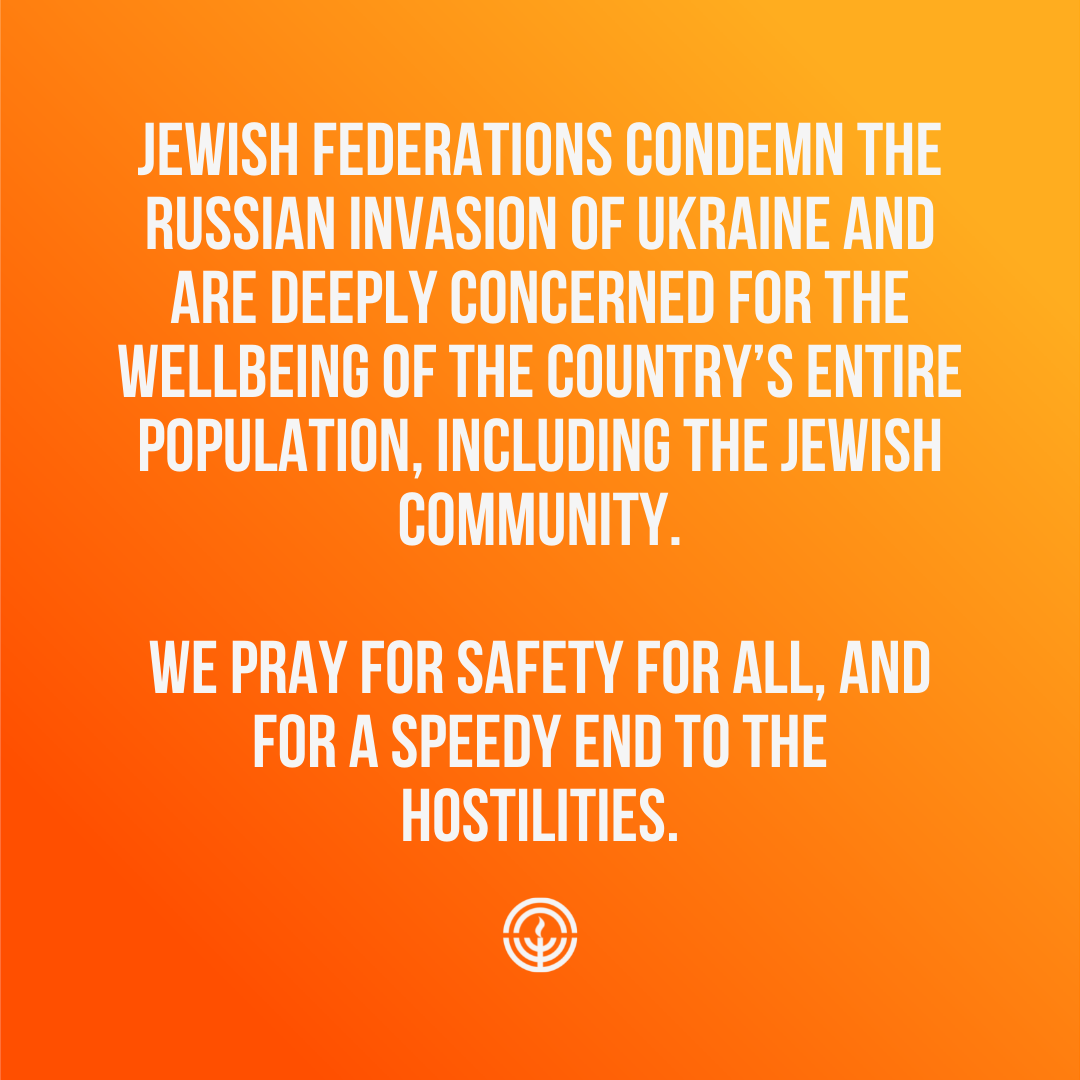 JEWISH FEDERATIONS CONDEMN THE
RUSSIAN INVASION OF UKRAINE AND
ARE DEEPLY CONCERNED FOR THE
WELLBEING OF THE COUNTRY’S ENTIRE
POPULATION, INCLUDING THE JEWISH
COMMUNITY.
WE PRAY FOR SAFETY FOR ALL, AND
FOR A SPEEDY END TO THE
HOSTILITIES.